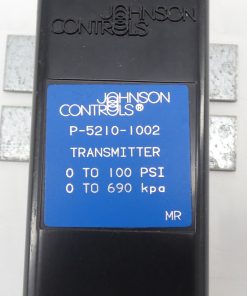 JOHNSON
CONTROLS
JOHNSON
CONTROLS®
P-5210-1002
TRANSMITTER
0 TO 100 PSI
0 TO 690 kpa
MR